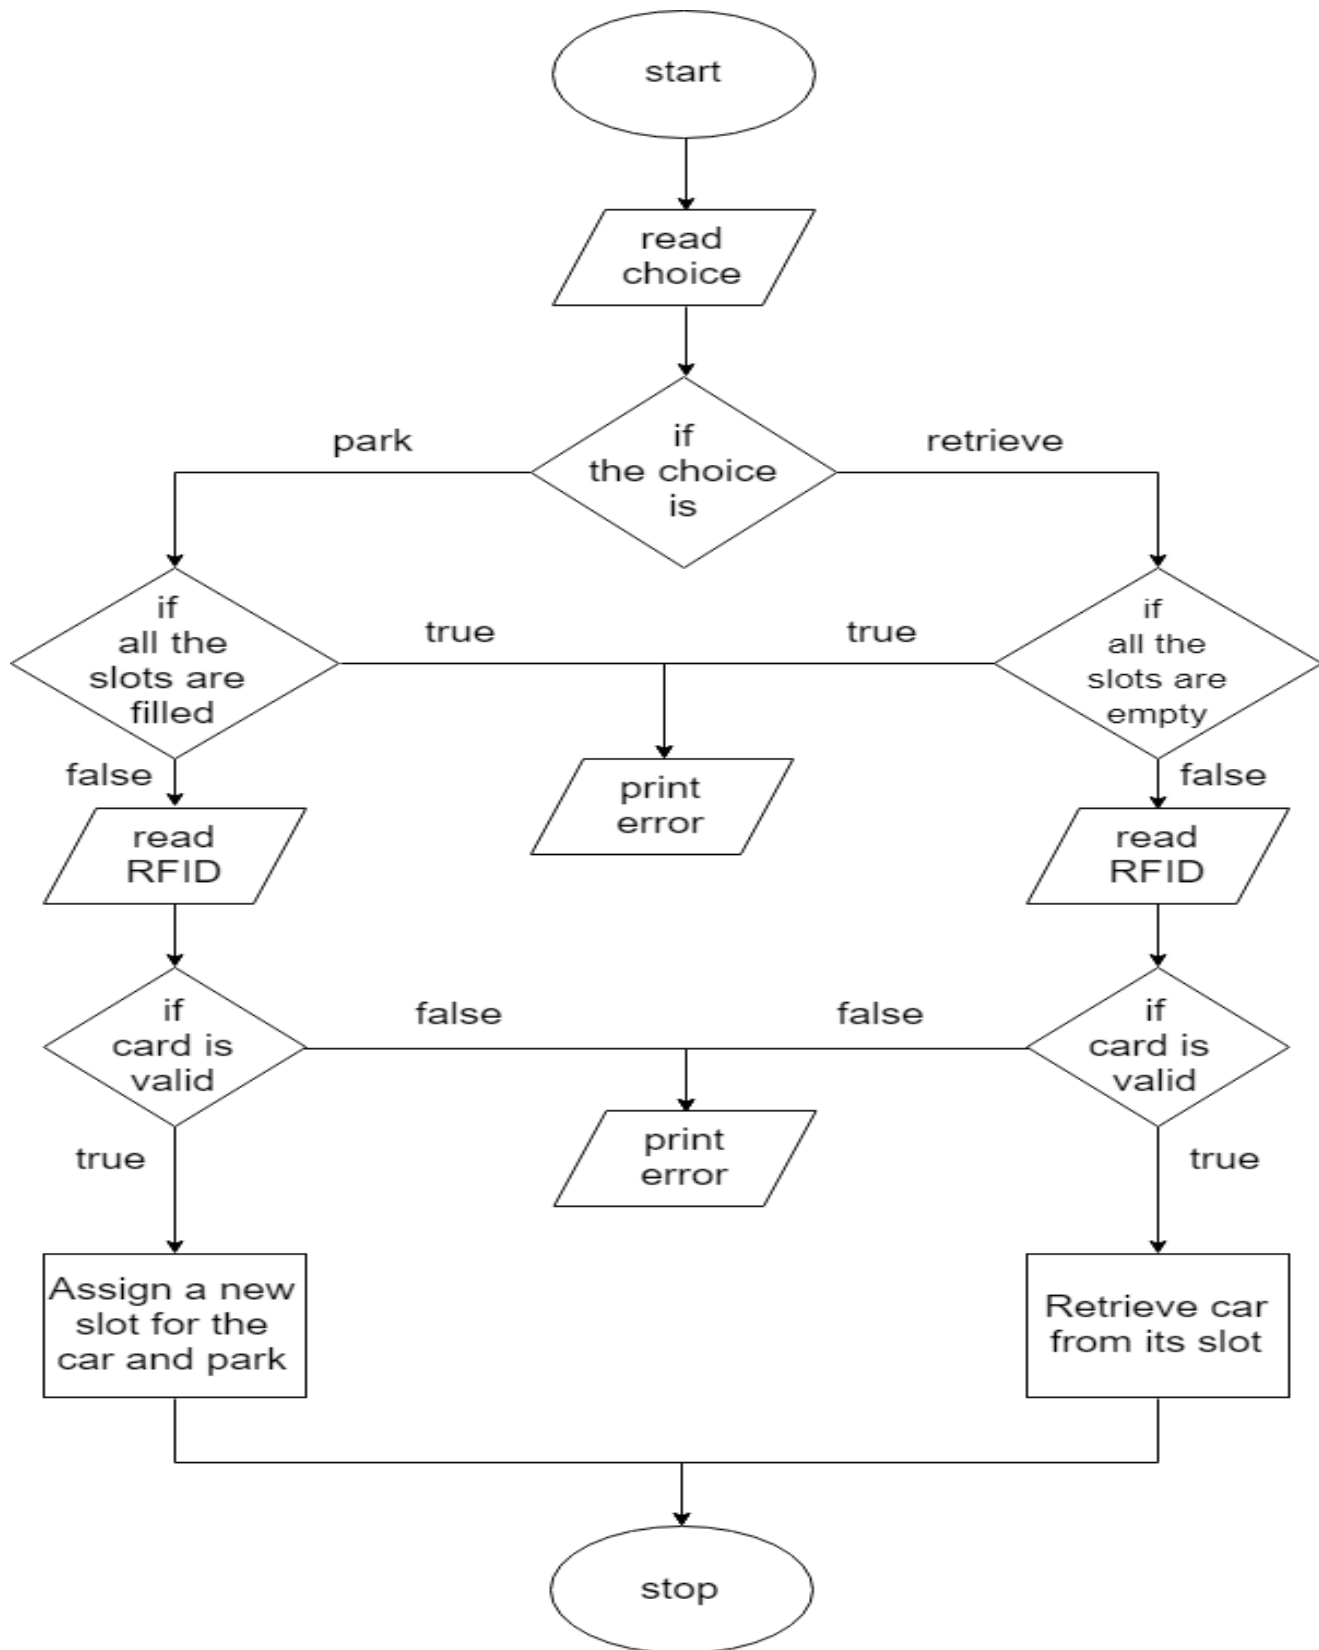 start
read
choice
park
if
the choice
is
retrieve
if
all the
slots are
filled
true
true
if
all the
slots are
empty
false
print
error
false
read
RFID
read
RFID
if
card is
valid
false
false
if
card is
valid
true
print
error
true
Assign a new
slot for the
car and park
Retrieve car
from its slot
stop